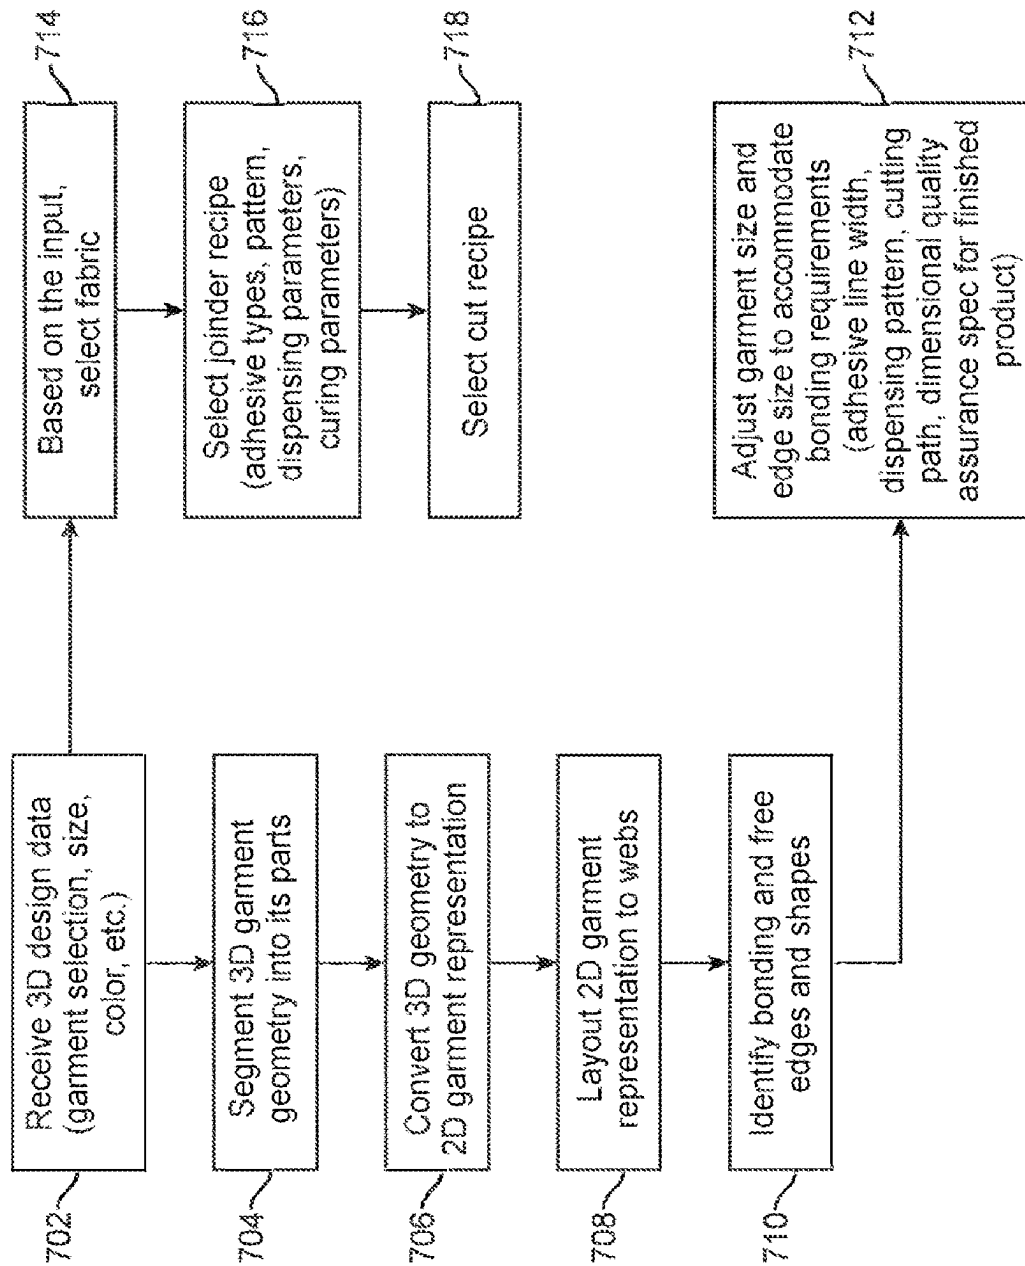 702
Receive 3D design data
(garment selection, size,
color, etc.)
704
Segment 3D garment
geometry into its parts
706
Convert 3D geometry to
2D garment representation
708
Layout 2D garment
representation to webs
710
Identify bonding and free
edges and shapes
714
Based on the input,
select fabric
716
Select joinder recipe
(adhesive types, pattern,
dispensing parameters,
curing parameters)
718
Select cut recipe
712
Adjust garment size and
edge size to accommodate
bonding requirements
(adhesive line width,
dispensing pattern, cutting
path, dimensional quality
assurance spec for finished
product)